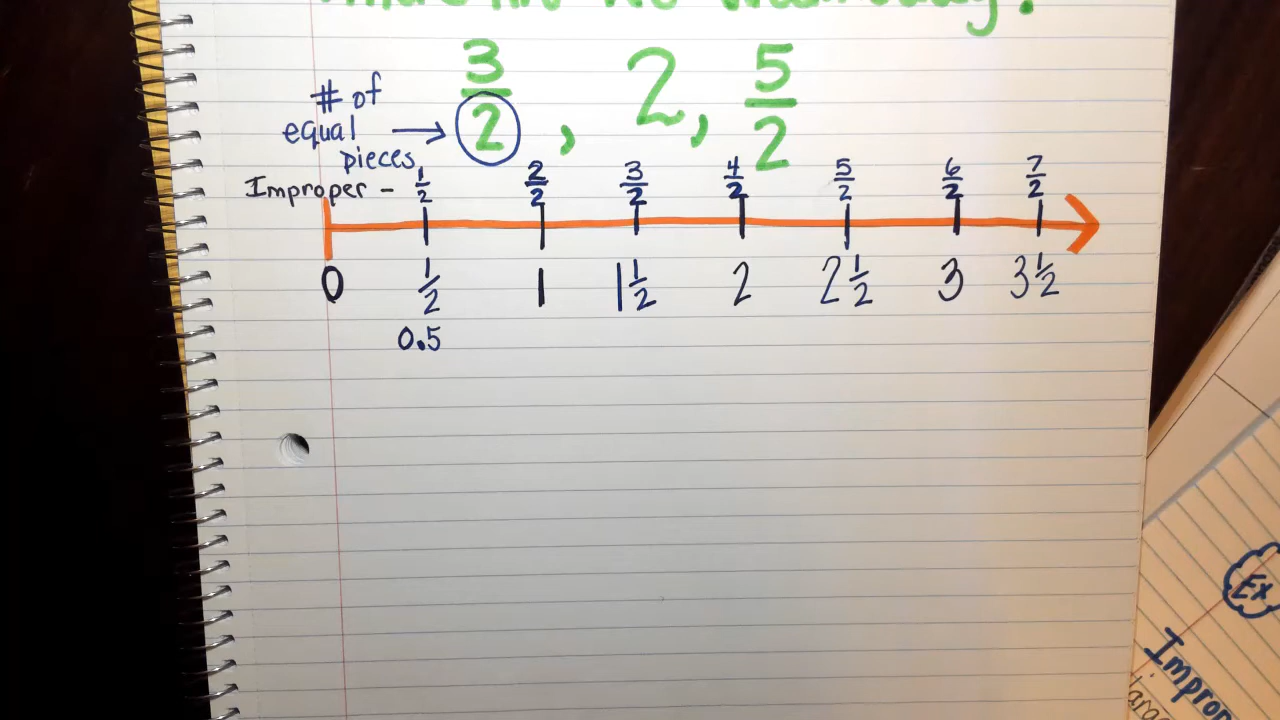 3/2, 2, 5/2
# of
equal →
pieces
Improper - 1/2 2/2 3/2 4/2 5/2 6/2 7/2
0 1/2 1 1 1/2 2 2 1/2 3 3 1/2
0.5
Ex